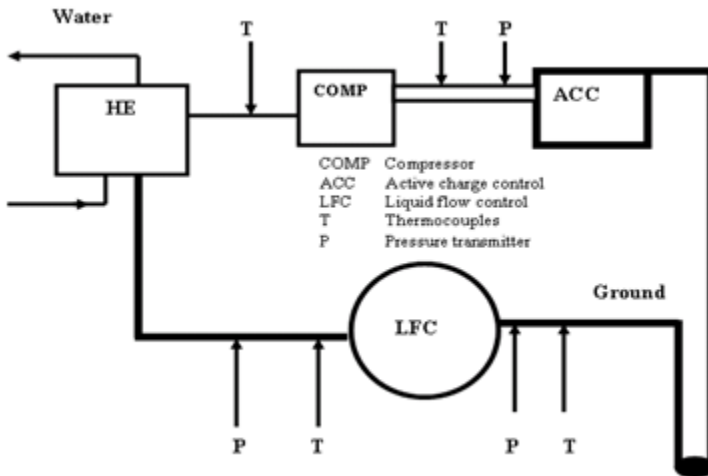 Water
T
T
P
HE
COMP
ACC
COMP Compressor
ACC Active charge control
LFC Liquid flow control
T Thermocouples
P Pressure transmitter
Ground
LFC
P
T
P
T